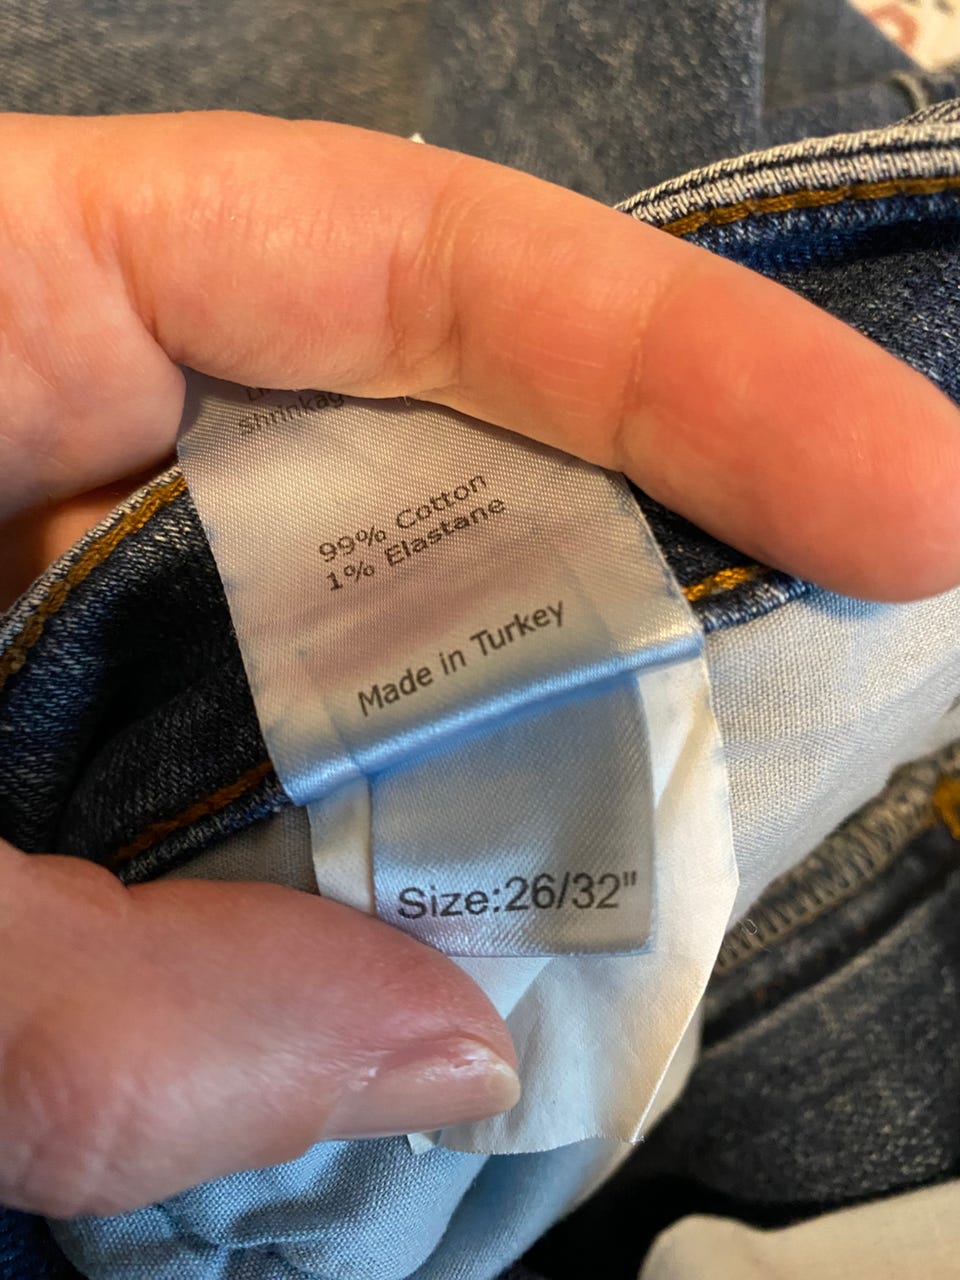 Shrinkag
99% Cotton
1% Elastane
Made in Turkey
Size:26/32"